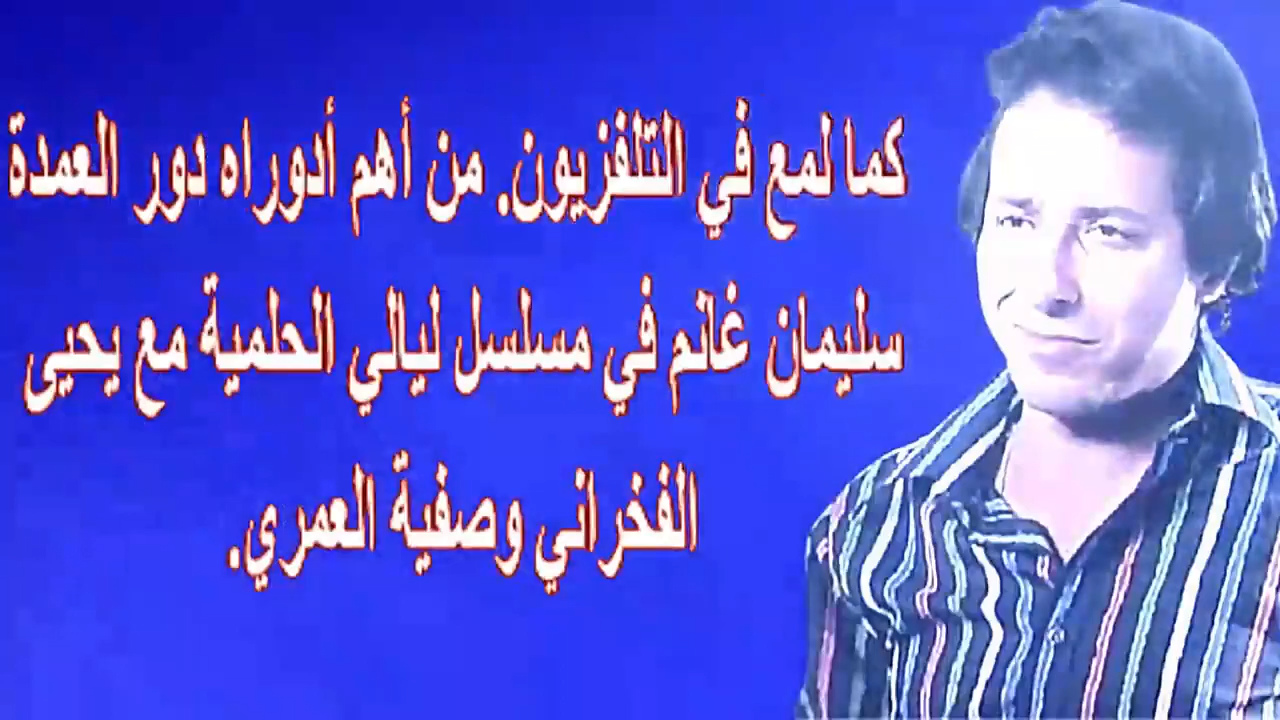 كما لمع في التلفزيون. من أهم أدوراه دور العمدة
سليمان غانم في مسلسل ليالي الحلمية مع يحيى
الفخراني وصفية العمري.